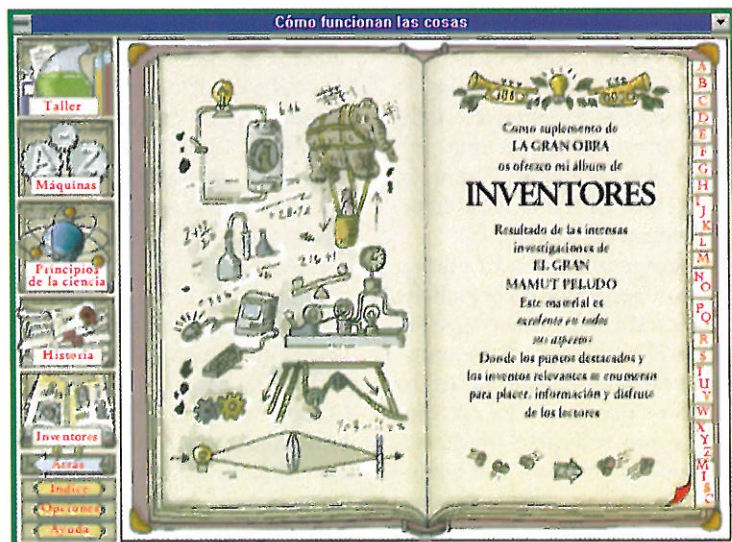 Cómo funcionan las cosas
Taller
A Z
Máquinas
Principios
de la ciencia
Historia
Inventores
Atrás
Indice
Opciones
Ayuda
Como suplemento de
LA GRAN OBRA
os ofrezco mi álbum de
INVENTORES
Resultado de las intensas
investigaciones de
EL GRAN
MAMUT PELUDO
Este material es
excelente en todos
sus aspectos
Donde los puntos destacados y
los inventos relevantes se enumeran
para placer, información y disfrute
de los lectores
A
B
C
D
E
F
G
H
I
J
K
L
M
N
O
P
Q
R
S
T
U
V
W
X
Y
Z